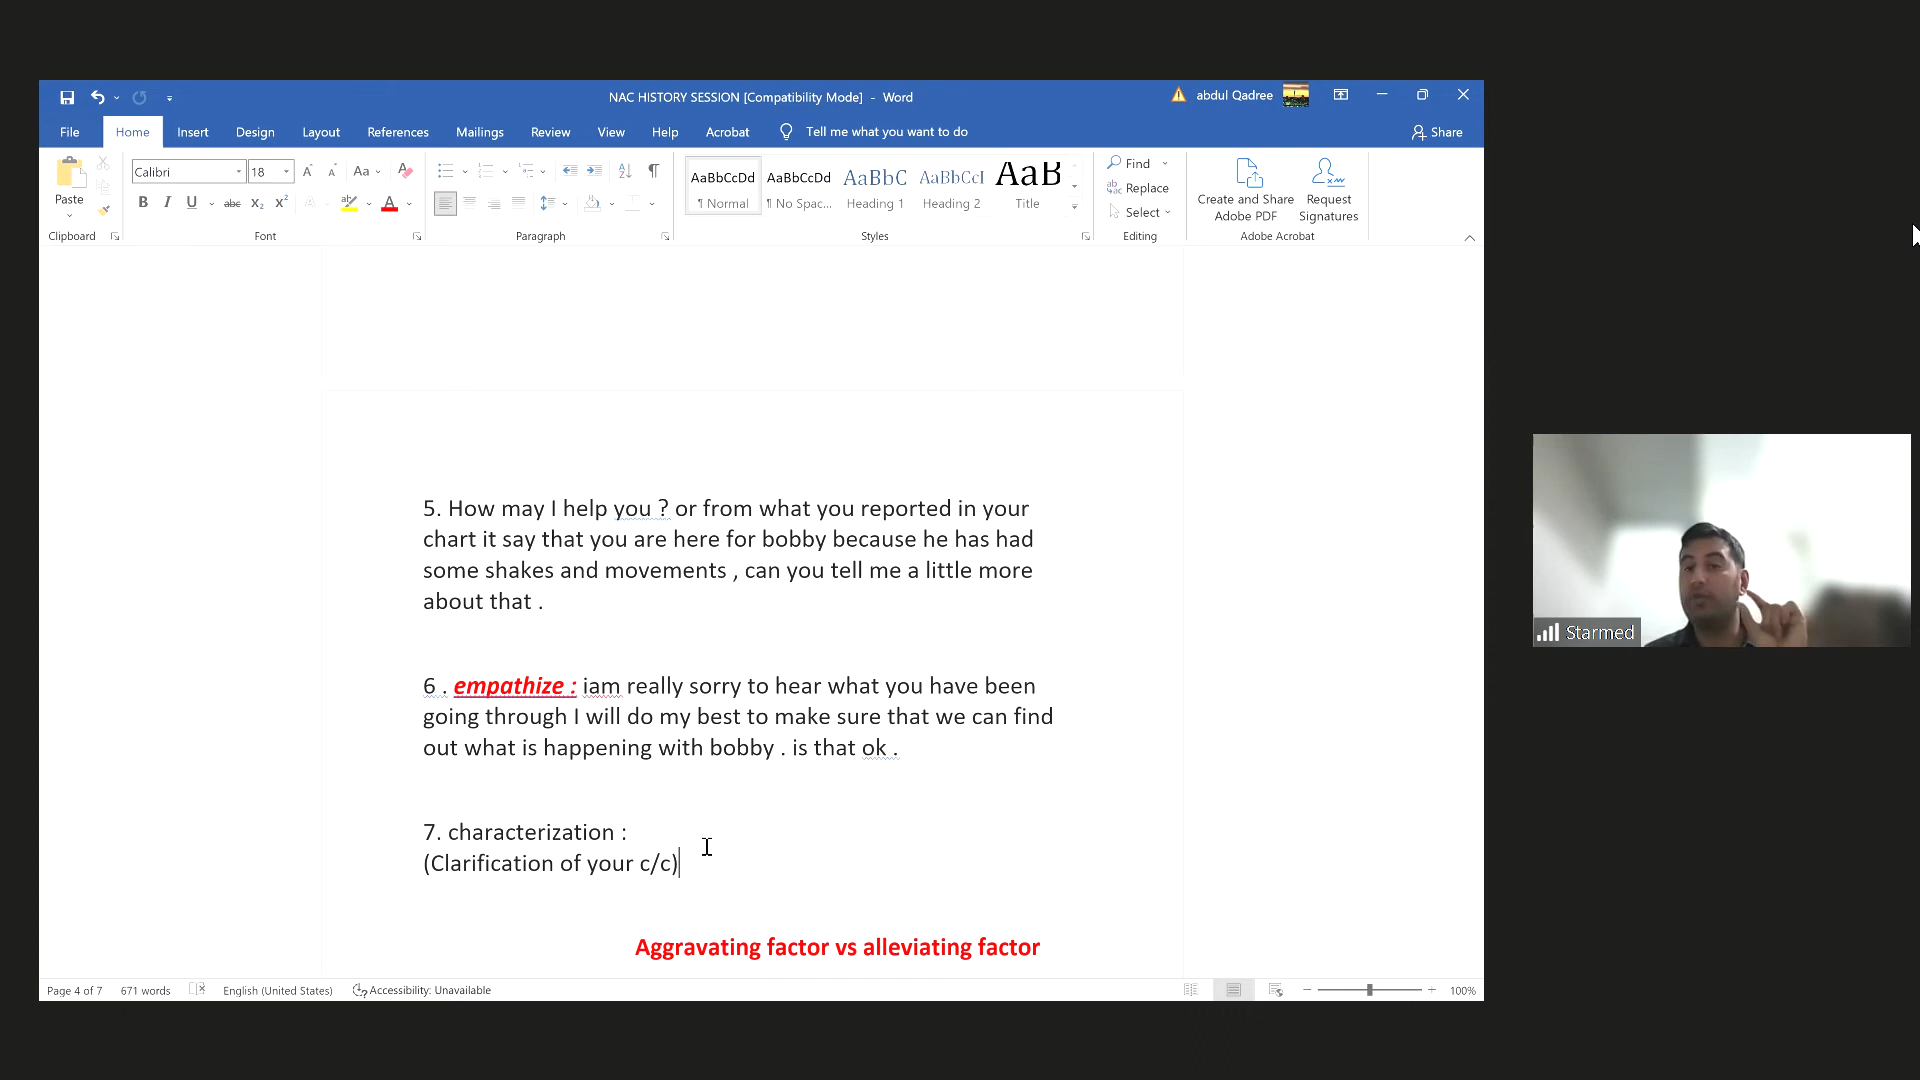 NAC HISTORY SESSION [Compatibility Mode] - Word
abdul Qadree
File Home Insert Design Layout References Mailings Review View Help Acrobat Tell me what you want to do
Share
Calibri 18 Aa
AaBbCcDd AaBbCcDd AaBbC AaBbCcI AaB
Find
Replace
Select
Paste
B I U abc X₂ X² A
¶ Normal ¶ No Spac... Heading 1 Heading 2 Title
Create and Share Adobe PDF
Request Signatures
Clipboard Font Paragraph Styles Editing Adobe Acrobat
5. How may I help you ? or from what you reported in your
chart it say that you are here for bobby because he has had
some shakes and movements , can you tell me a little more
about that .
6 . empathize : iam really sorry to hear what you have been
going through I will do my best to make sure that we can find
out what is happening with bobby . is that ok .
7. characterization :
(Clarification of your c/c)
Aggravating factor vs alleviating factor
Page 4 of 7 671 words English (United States) Accessibility: Unavailable 100%
Starmed